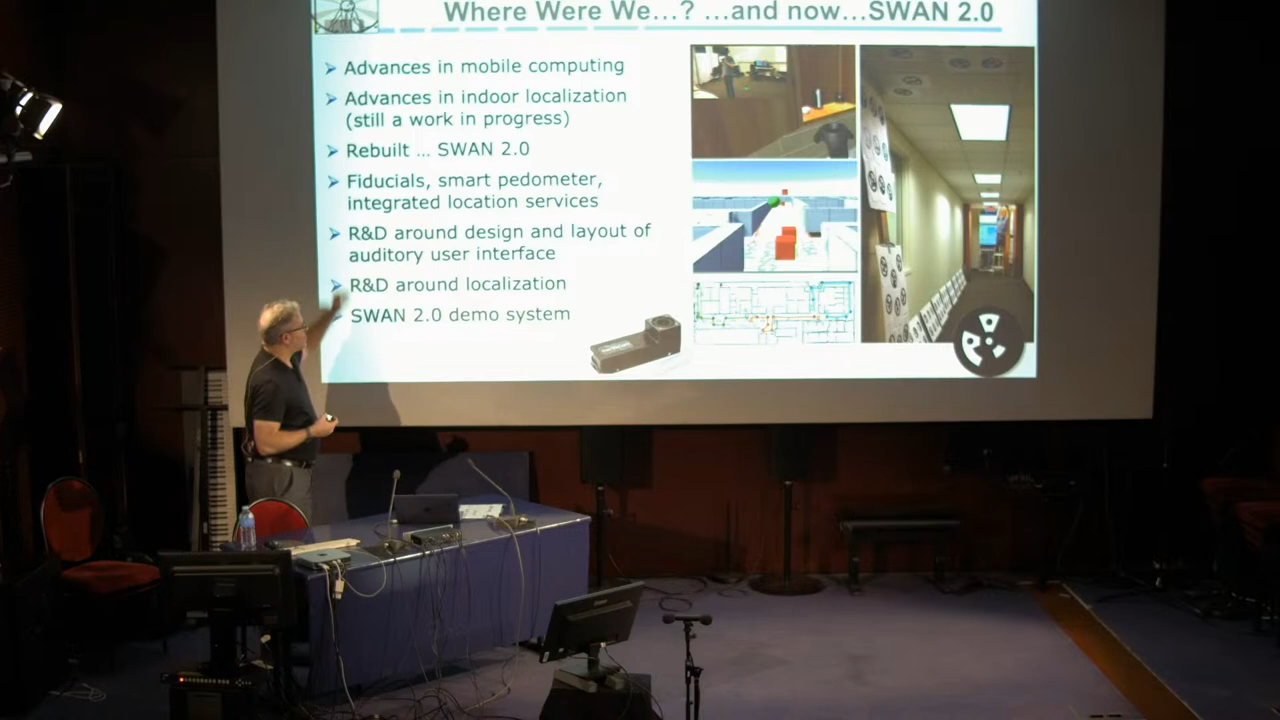 Where Were We...? ...and now...SWAN 2.0
Advances in mobile computing
Advances in indoor localization
(still a work in progress)
Rebuilt ... SWAN 2.0
Fiducials, smart pedometer,
integrated location services
R&D around design and layout of
auditory user interface
R&D around localization
SWAN 2.0 demo system